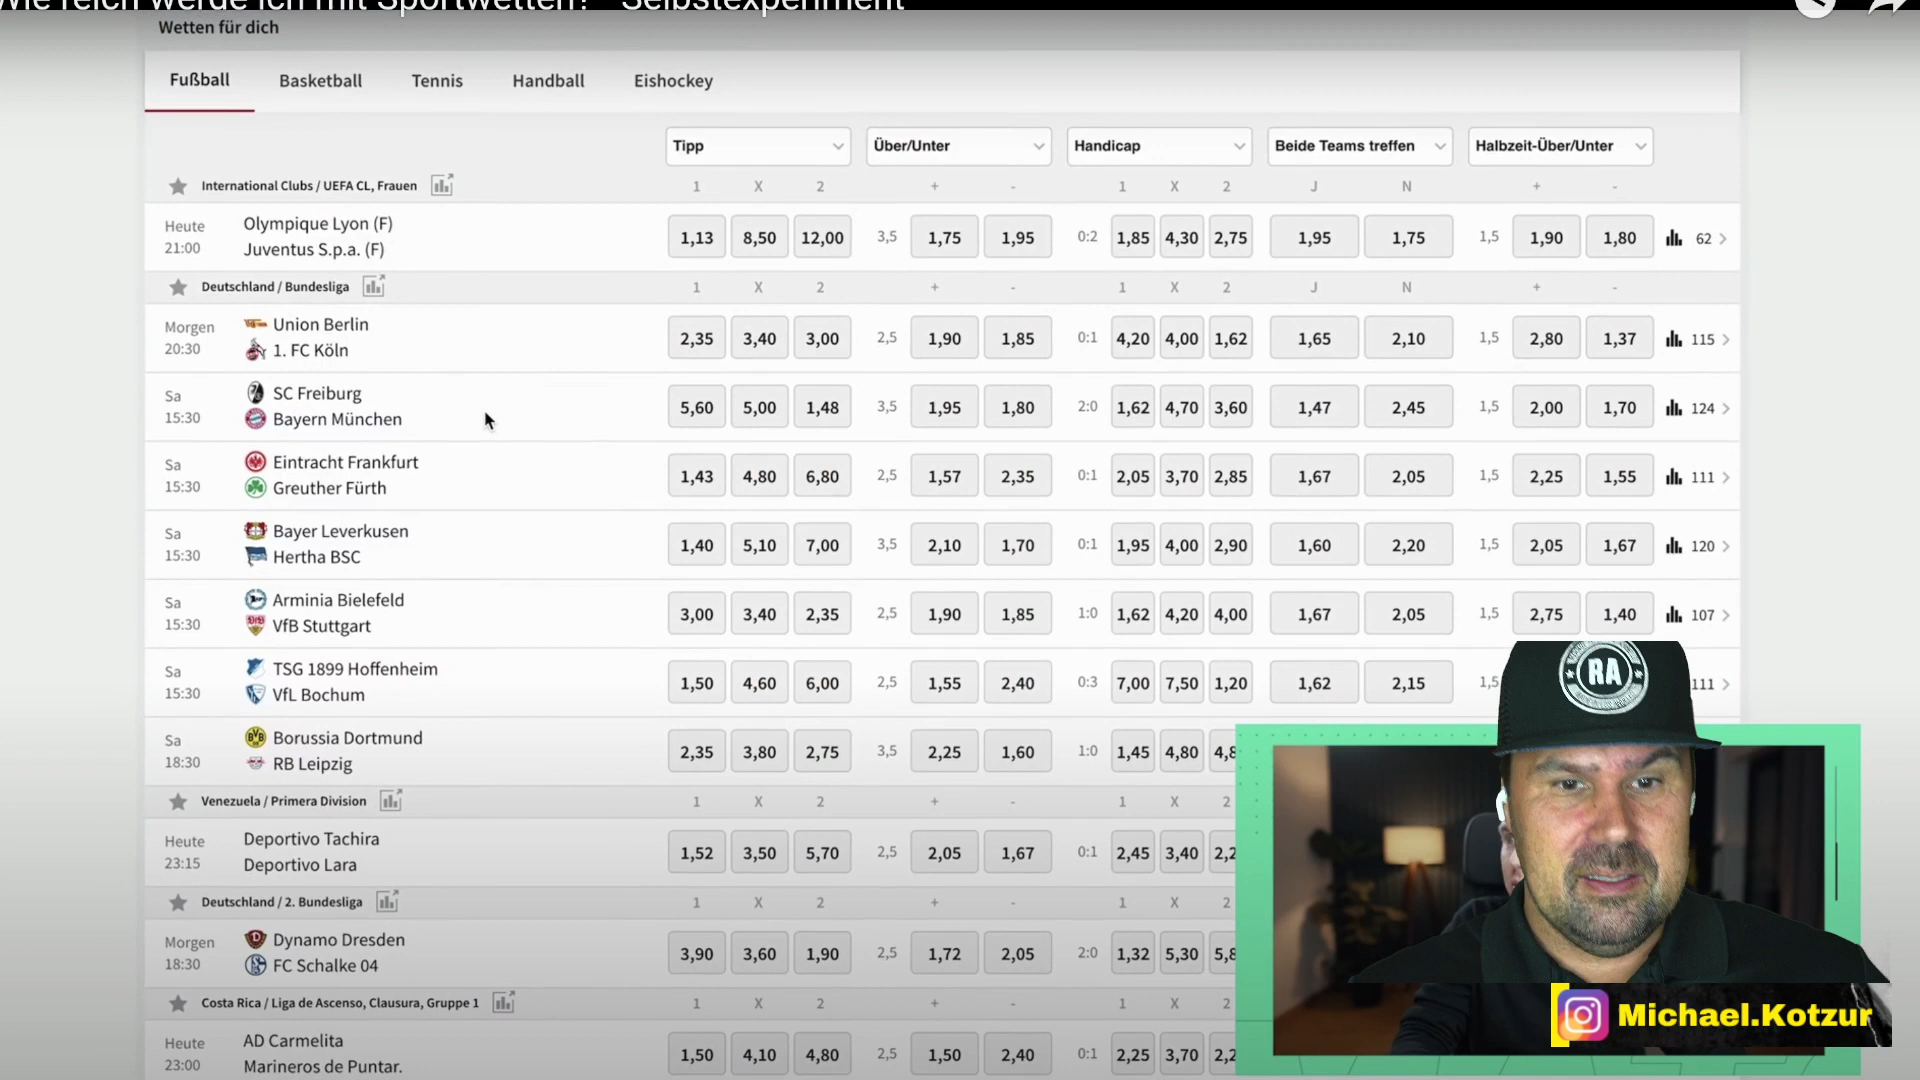 Wie reich werde ich mit Sportwetten? Selbstexperiment
Wetten für dich
Fußball Basketball Tennis Handball Eishockey
Tipp Über/Unter Handicap Beide Teams treffen Halbzeit-Über/Unter
International Clubs / UEFA CL, Frauen 1 X 2 + - 1 X 2 J N + -
Heute 21:00 Olympique Lyon (F) Juventus S.p.a. (F) 1,13 8,50 12,00 3,5 1,75 1,95 0:2 1,85 4,30 2,75 1,95 1,75 1,5 1,90 1,80 62
Deutschland / Bundesliga 1 X 2 + - 1 X 2 J N + -
Morgen 20:30 Union Berlin 1. FC Köln 2,35 3,40 3,00 2,5 1,90 1,85 0:1 4,20 4,00 1,62 1,65 2,10 1,5 2,80 1,37 115
Sa 15:30 SC Freiburg Bayern München 5,60 5,00 1,48 3,5 1,95 1,80 2:0 1,62 4,70 3,60 1,47 2,45 1,5 2,00 1,70 124
Sa 15:30 Eintracht Frankfurt Greuther Fürth 1,43 4,80 6,80 2,5 1,57 2,35 0:1 2,05 3,70 2,85 1,67 2,05 1,5 2,25 1,55 111
Sa 15:30 Bayer Leverkusen Hertha BSC 1,40 5,10 7,00 3,5 2,10 1,70 0:1 1,95 4,00 2,90 1,60 2,20 1,5 2,05 1,67 120
Sa 15:30 Arminia Bielefeld VfB Stuttgart 3,00 3,40 2,35 2,5 1,90 1,85 1:0 1,62 4,20 4,00 1,67 2,05 1,5 2,75 1,40 107
Sa 15:30 TSG 1899 Hoffenheim VfL Bochum 1,50 4,60 6,00 2,5 1,55 2,40 0:3 7,00 7,50 1,20 1,62 2,15 1,5 111
RA
Sa 18:30 Borussia Dortmund RB Leipzig 2,35 3,80 2,75 3,5 2,25 1,60 1:0 1,45 4,80 4,8
Venezuela / Primera Division 1 X 2 + - 1 X 2
Heute 23:15 Deportivo Tachira Deportivo Lara 1,52 3,50 5,70 2,5 2,05 1,67 0:1 2,45 3,40 2,2
Deutschland / 2. Bundesliga 1 X 2 + - 1 X 2
Morgen 18:30 Dynamo Dresden FC Schalke 04 3,90 3,60 1,90 2,5 1,72 2,05 2:0 1,32 5,30 5,8
Costa Rica / Liga de Ascenso, Clausura, Gruppe 1 1 X 2 + - 1 X 2
Heute 23:00 AD Carmelita Marineros de Puntar. 1,50 4,10 4,80 2,5 1,50 2,40 0:1 2,25 3,70 2,2
Michael.Kotzur